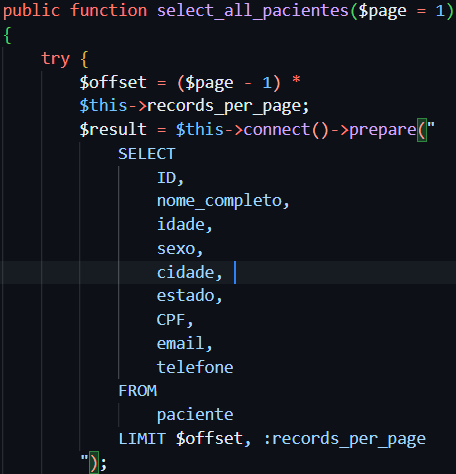 public function select_all_pacientes($page = 1)
{
try {
$offset = ($page - 1) *
$this->records_per_page;
$result = $this->connect()->prepare("
SELECT
ID,
nome_completo,
idade,
sexo,
cidade,
estado,
CPF,
email,
telefone
FROM
paciente
LIMIT $offset, :records_per_page
");